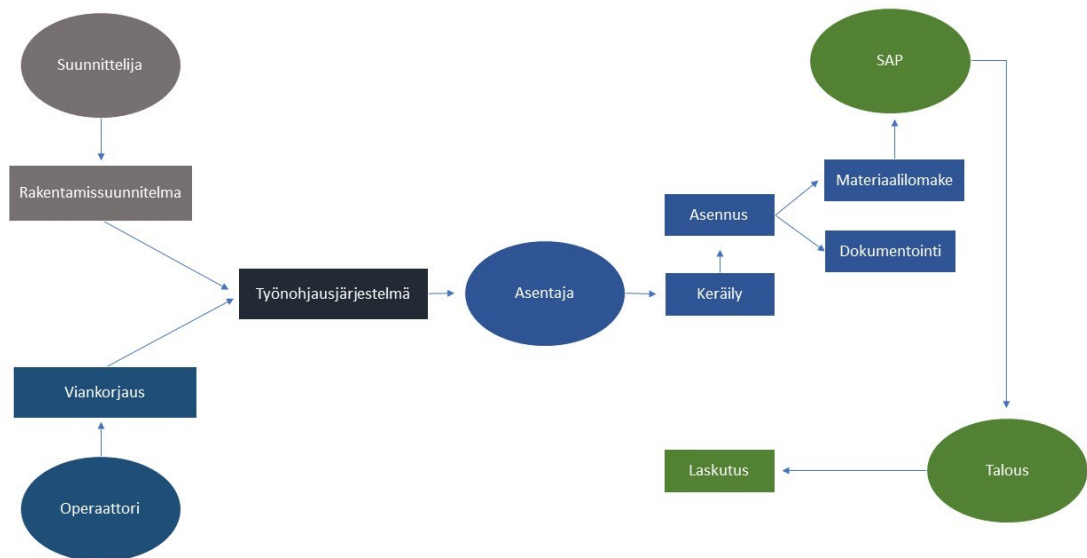 Suunnittelija
SAP
Rakentamissuunnitelma
Materiaalilomake
Asennus
Dokumentointi
Työnohjausjärjestelmä
Asentaja
Keräily
Viankorjaus
Laskutus
Talous
Operaattori